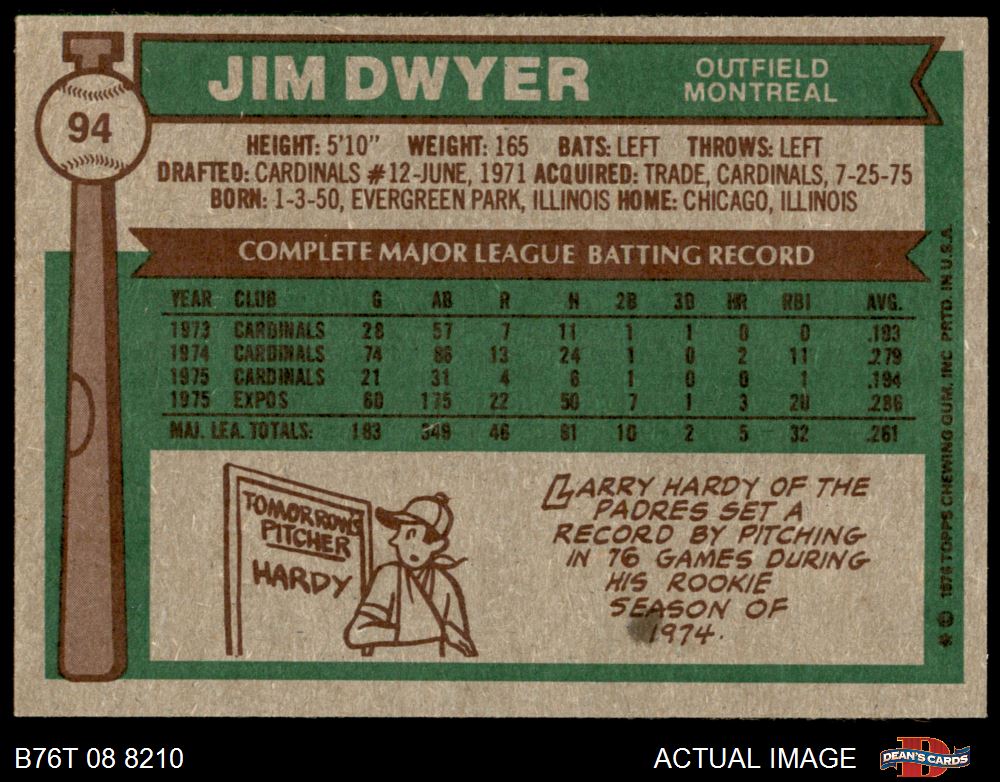 94
JIM DWYER
OUTFIELD
MONTREAL
HEIGHT: 5'10" WEIGHT: 165 BATS: LEFT THROWS: LEFT
DRAFTED: CARDINALS #12-JUNE, 1971 ACQUIRED: TRADE, CARDINALS, 7-25-75
BORN: 1-3-50, EVERGREEN PARK, ILLINOIS HOME: CHICAGO, ILLINOIS
COMPLETE MAJOR LEAGUE BATTING RECORD
YEAR CLUB G AB R H 2B 3B HR RBI AVG.
1973 CARDINALS 28 57 7 11 1 1 0 0 .193
1974 CARDINALS 74 86 13 24 1 0 2 11 .279
1975 CARDINALS 21 31 4 6 1 0 0 1 .194
1975 EXPOS 60 175 22 50 7 1 3 20 .286
MAJ. LEA. TOTALS: 183 349 46 91 10 2 5 32 .261
TOMORROW'S
PITCHER
HARDY
LARRY HARDY OF THE
PADRES SET A
RECORD BY PITCHING
IN 76 GAMES DURING
HIS ROOKIE
SEASON OF
1974.
* © 1976 TOPPS CHEWING GUM, INC. PRTD. IN U.S.A.
B76T 08 8210
ACTUAL IMAGE
D
DEAN'S CARDS